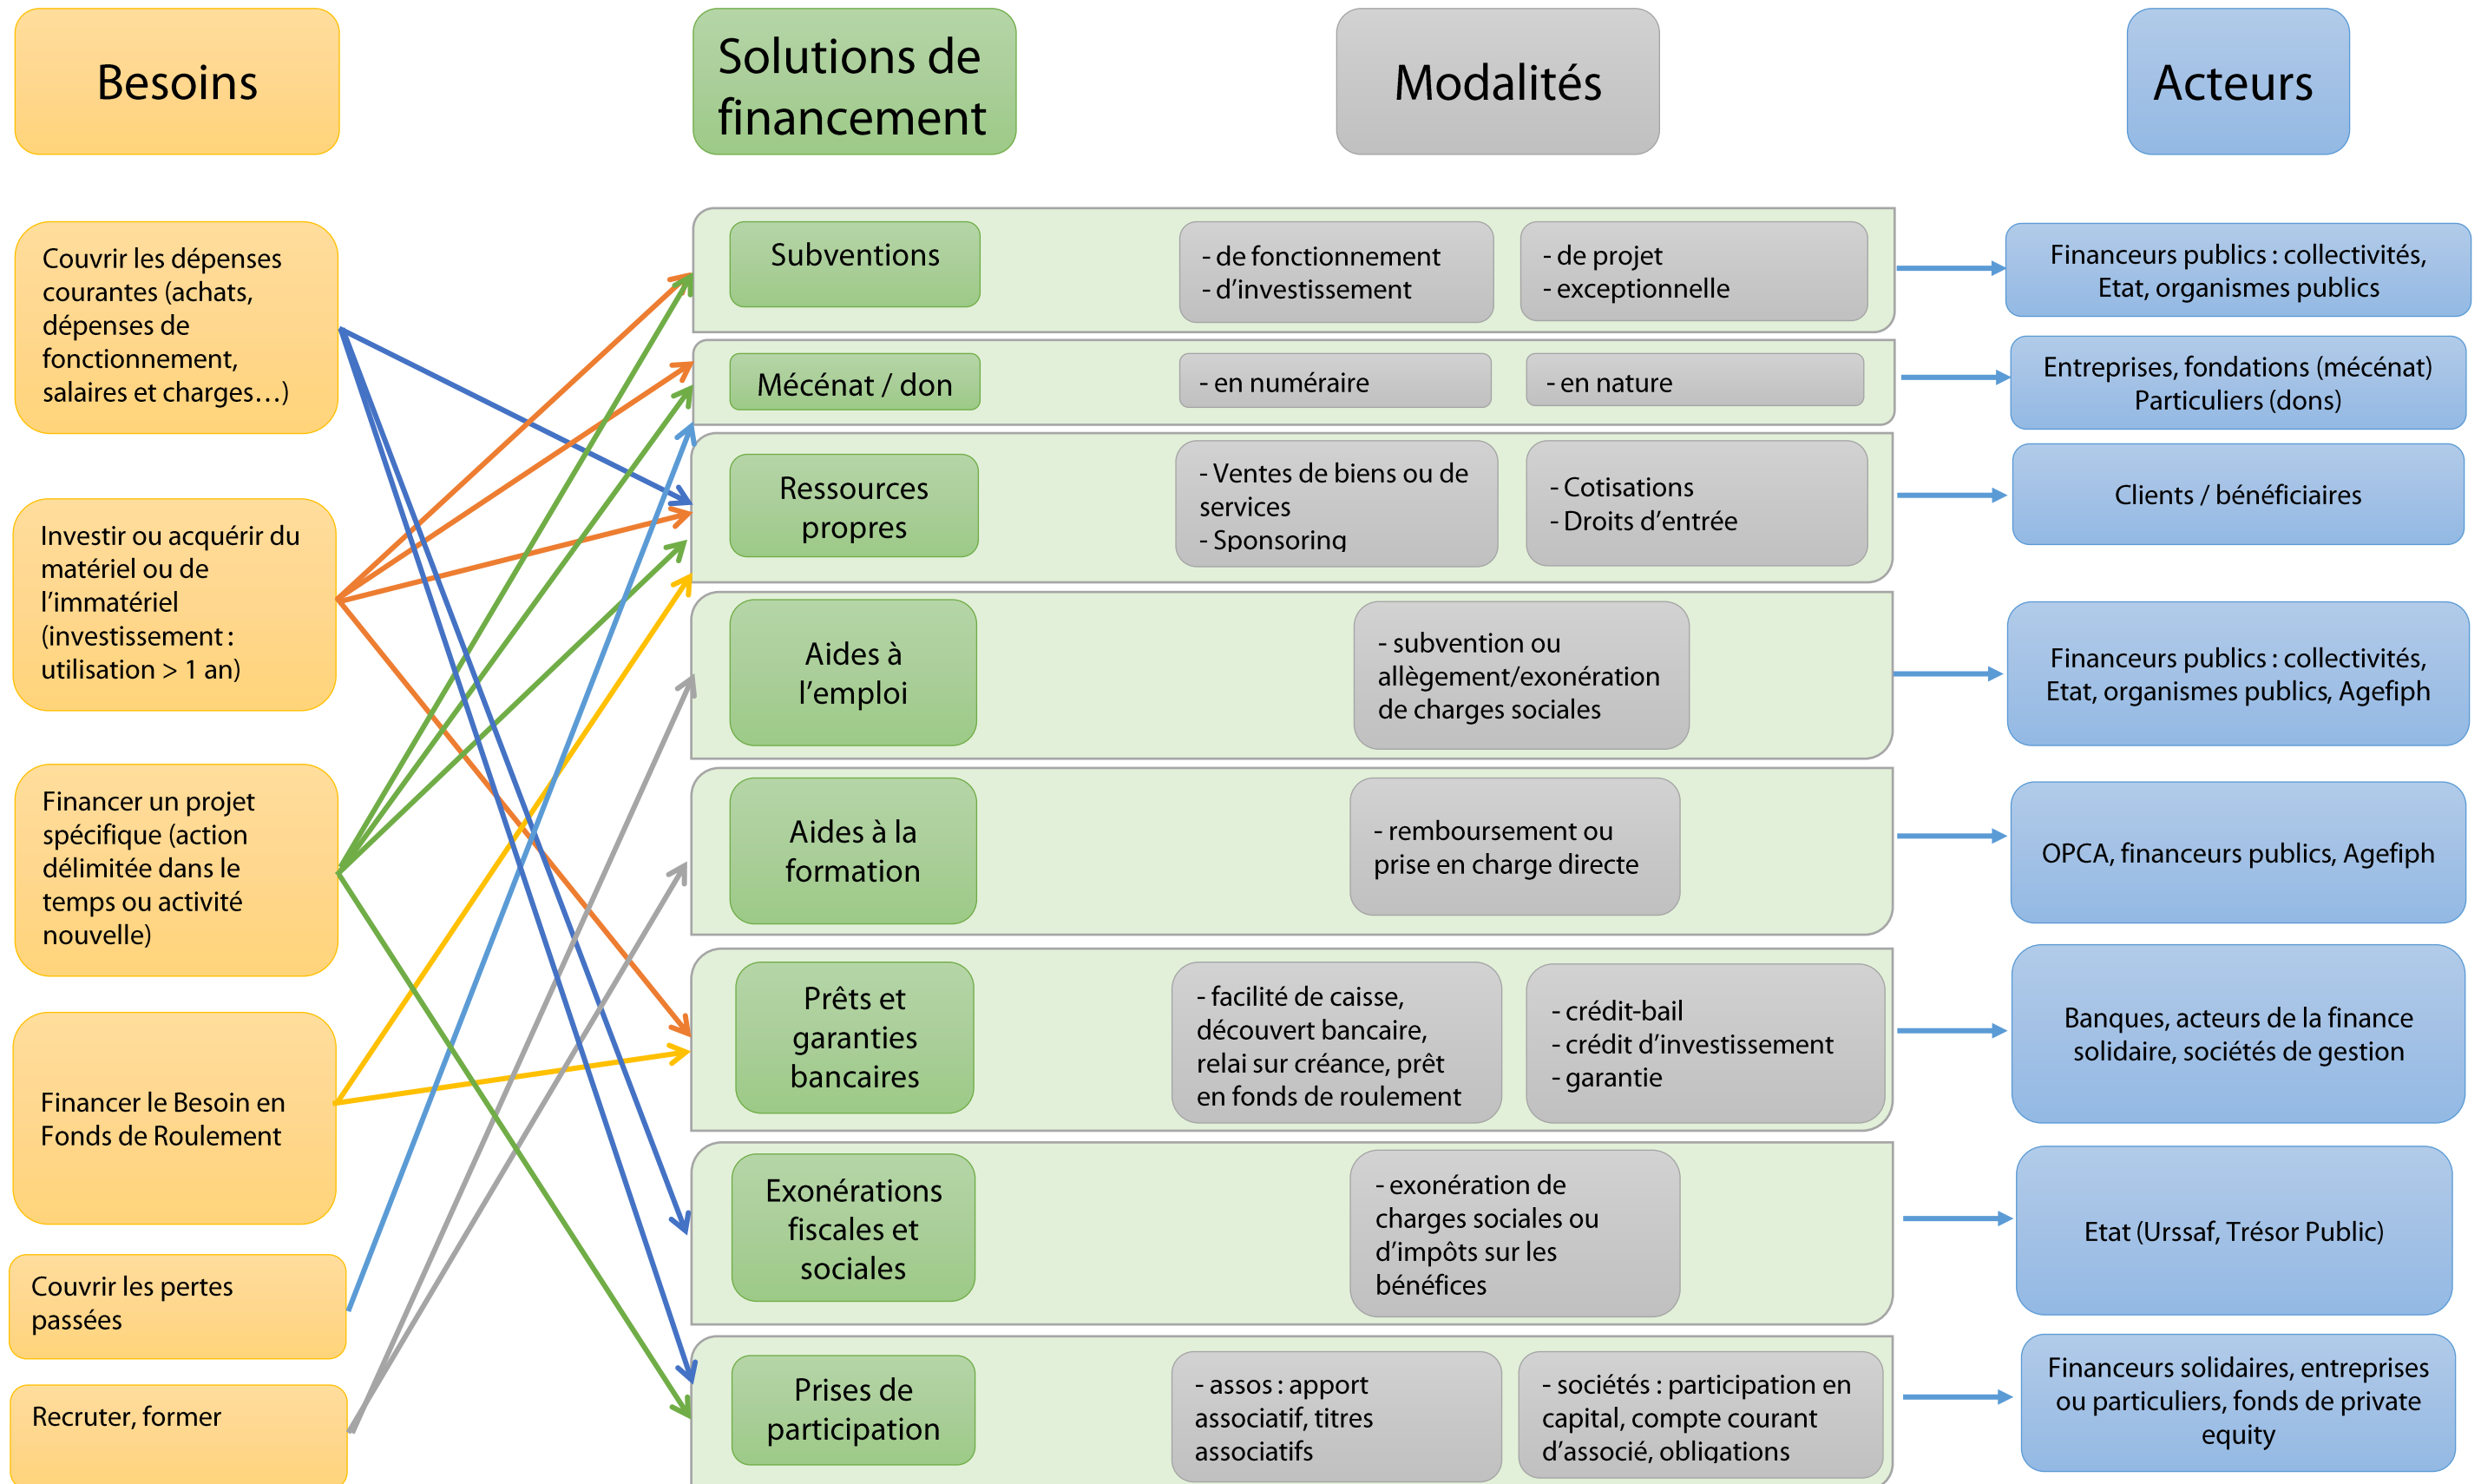 Besoins
Solutions de
financement
Modalités
Acteurs
Couvrir les dépenses
courantes (achats,
dépenses de
fonctionnement,
salaires et charges…)
Investir ou acquérir du
matériel ou de
l’immatériel
(investissement :
utilisation > 1 an)
Financer un projet
spécifique (action
délimitée dans le
temps ou activité
nouvelle)
Financer le Besoin en
Fonds de Roulement
Couvrir les pertes
passées
Recruter, former
Subventions
- de fonctionnement
- d’investissement
- de projet
- exceptionnelle
Financeurs publics : collectivités,
Etat, organismes publics
Mécénat / don
- en numéraire
- en nature
Entreprises, fondations (mécénat)
Particuliers (dons)
Ressources
propres
- Ventes de biens ou de
services
- Sponsoring
- Cotisations
- Droits d’entrée
Clients / bénéficiaires
Aides à
l’emploi
- subvention ou
allègement/exonération
de charges sociales
Financeurs publics : collectivités,
Etat, organismes publics, Agefiph
Aides à la
formation
- remboursement ou
prise en charge directe
OPCA, financeurs publics, Agefiph
Prêts et
garanties
bancaires
- facilité de caisse,
découvert bancaire,
relai sur créance, prêt
en fonds de roulement
- crédit-bail
- crédit d’investissement
- garantie
Banques, acteurs de la finance
solidaire, sociétés de gestion
Exonérations
fiscales et
sociales
- exonération de
charges sociales ou
d’impôts sur les
bénéfices
Etat (Urssaf, Trésor Public)
Prises de
participation
- assos : apport
associatif, titres
associatifs
- sociétés : participation en
capital, compte courant
d’associé, obligations
Financeurs solidaires, entreprises
ou particuliers, fonds de private
equity